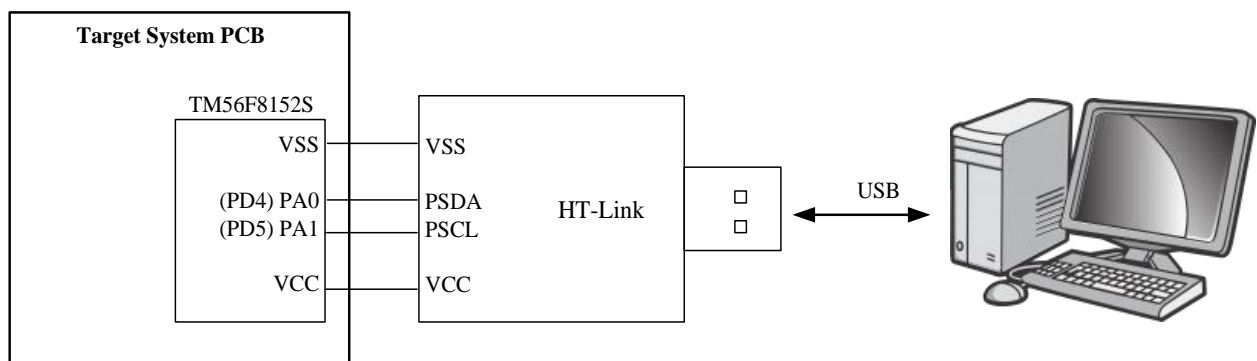 Target System PCB
TM56F8152S
VSS
VSS
(PD4) PA0
PSDA
(PD5) PA1
PSCL
VCC
VCC
HT-Link
USB